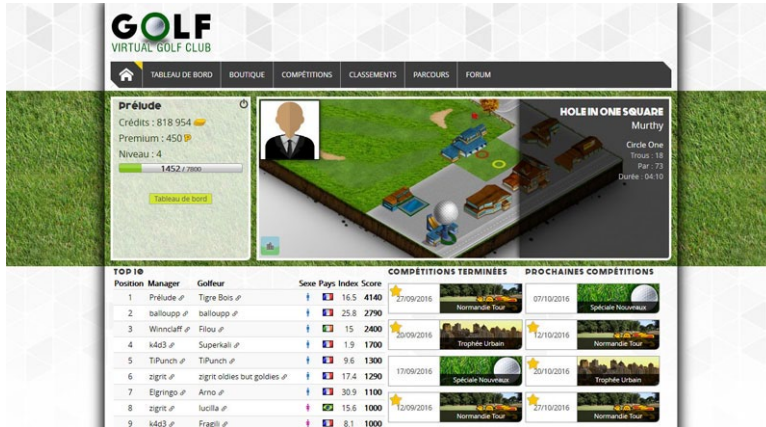 GOLF
VIRTUAL GOLF CLUB
TABLEAU DE BORD BOUTIQUE COMPÉTITIONS CLASSEMENTS PARCOURS FORUM
Prélude
Crédits : 818 954
Premium : 450
Niveau : 4
1452 / 7800
Tableau de bord
HOLE IN ONE SQUARE
Murthy
Circle One
Trous : 18
Par : 73
Durée : 04:10
TOP 10
Position Manager Golfeur Sexe Pays Index Score
1 Prélude Tigre Bois 16.5 4140
2 balloupp balloupp 25.8 2790
3 Winnclaff Filou 15 2400
4 k4d3 Superkali 1.9 1700
5 TiPunch TiPunch 9.6 1300
6 zigrit zigrit oldies but goldies 17.4 1290
7 Elgringo Arno 30.9 1100
8 zigrit lucilla 15.6 1000
9 k4d3 Fragili 8.1 1000
COMPÉTITIONS TERMINÉES
27/09/2016 Normandie Tour
20/09/2016 Trophée Urbain
17/09/2016 Spéciale Nouveaux
12/09/2016 Normandie Tour
PROCHAINES COMPÉTITIONS
07/10/2016 Spéciale Nouveaux
12/10/2016 Normandie Tour
20/10/2016 Trophée Urbain
27/10/2016 Normandie Tour